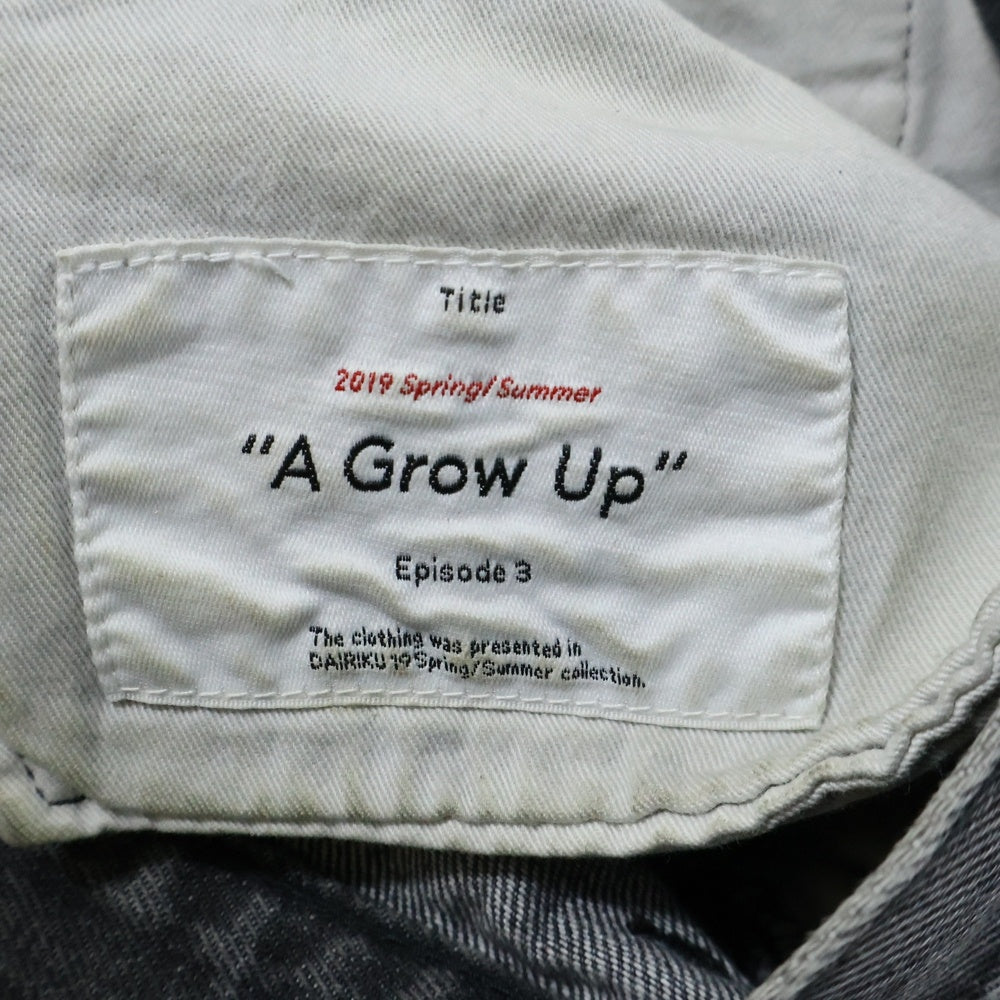 Title
2019 Spring/Summer
"A Grow Up"
Episode 3
The clothing was presented in
DAIRIKU '19 Spring/Summer collection.